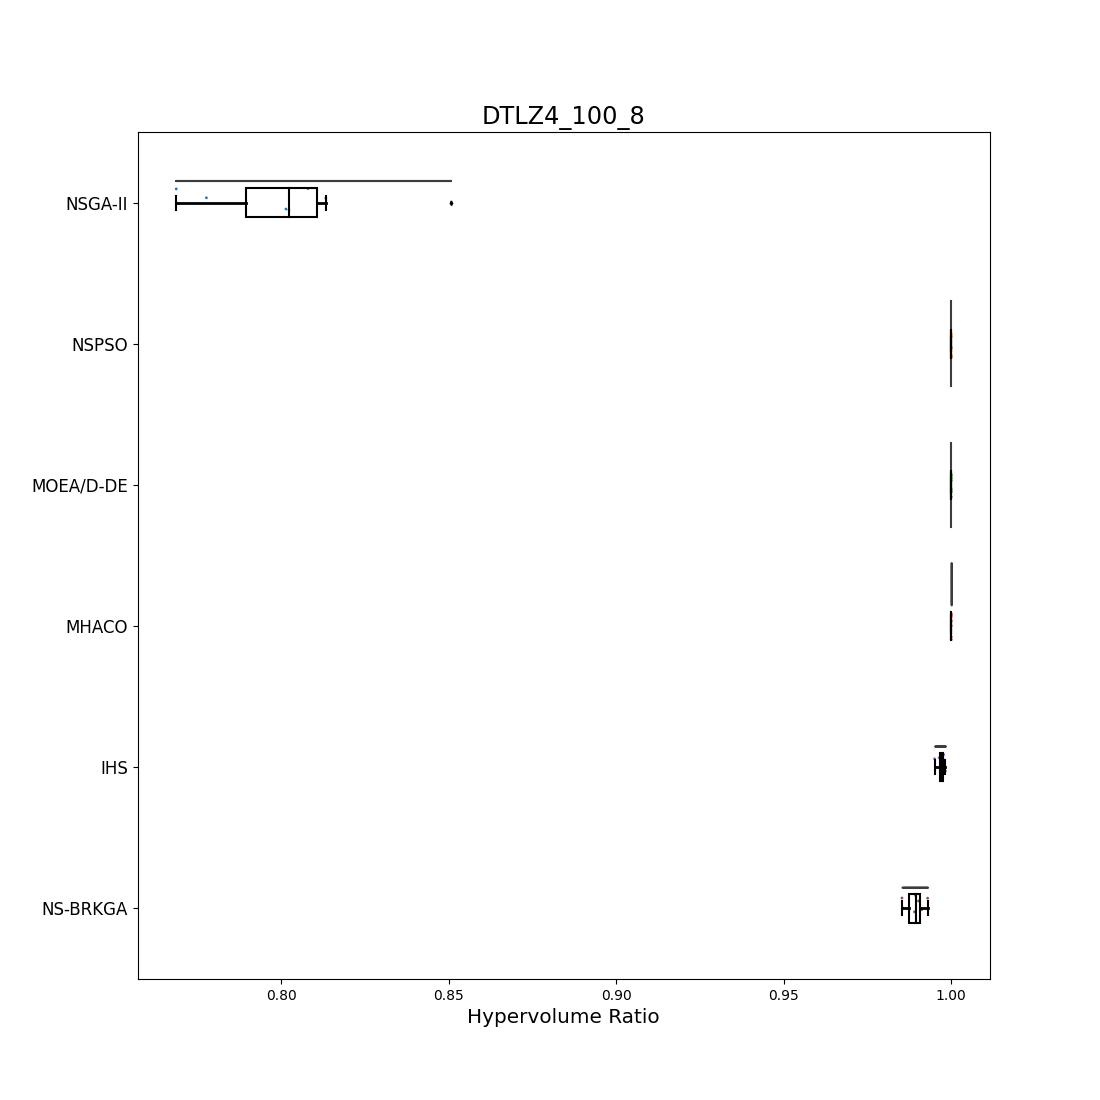 DTLZ4_100_8
NSGA-II
NSPSO
MOEA/D-DE
MHACO
IHS
NS-BRKGA
0.80 0.85 0.90 0.95 1.00
Hypervolume Ratio